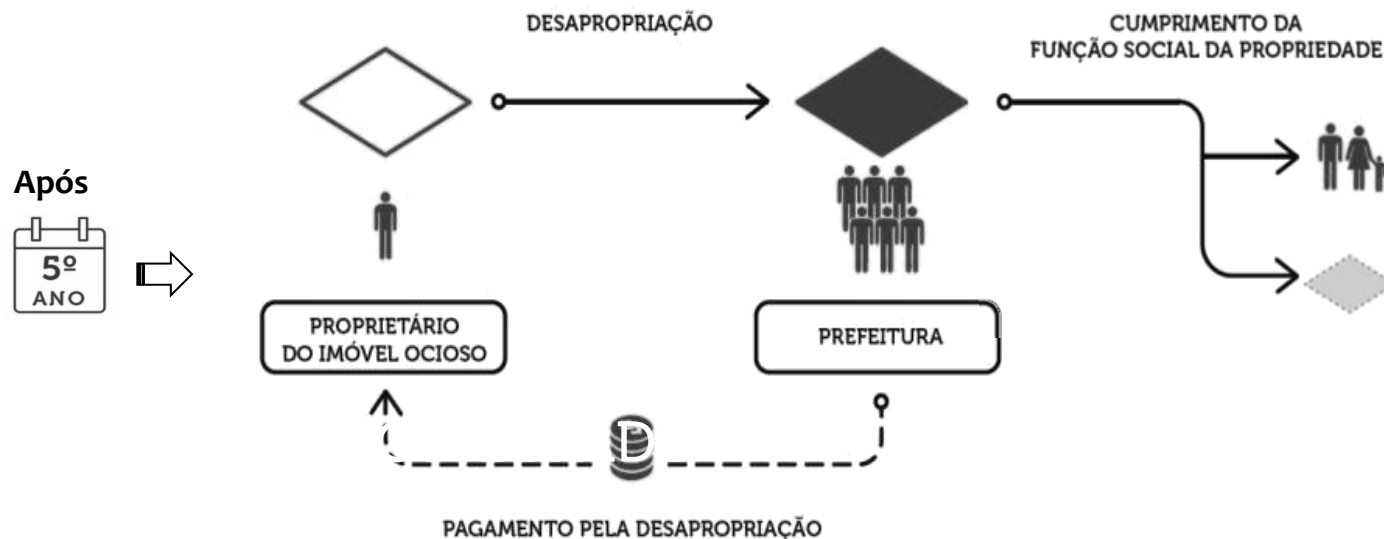 DESAPROPRIAÇÃO
CUMPRIMENTO DA
FUNÇÃO SOCIAL DA PROPRIEDADE
Após
5º
ANO
PROPRIETÁRIO
DO IMÓVEL OCIOSO
PREFEITURA
D
PAGAMENTO PELA DESAPROPRIAÇÃO